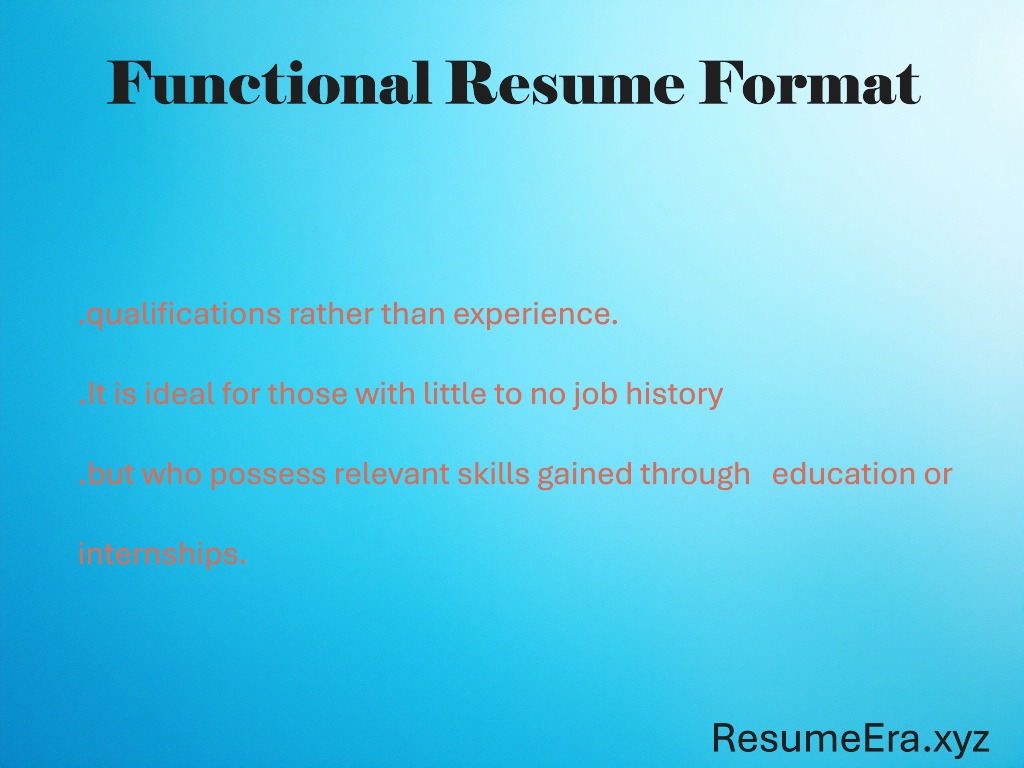 Functional Resume Format
.qualifications rather than experience.
.It is ideal for those with little to no job history
.but who possess relevant skills gained through education or
internships.
ResumeEra.xyz